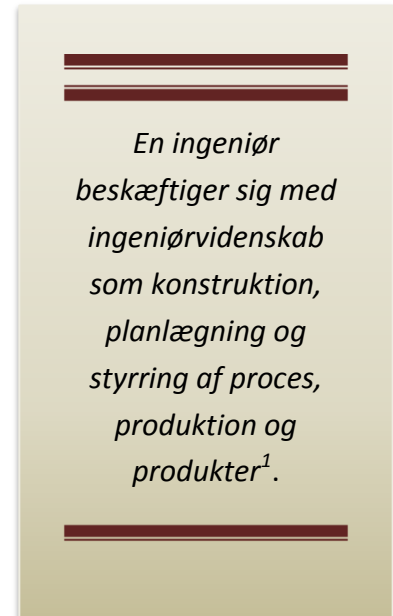 En ingeniør
beskæftiger sig med
ingeniørvidenskab
som konstruktion,
planlægning og
styrring af proces,
produktion og
produkter¹.